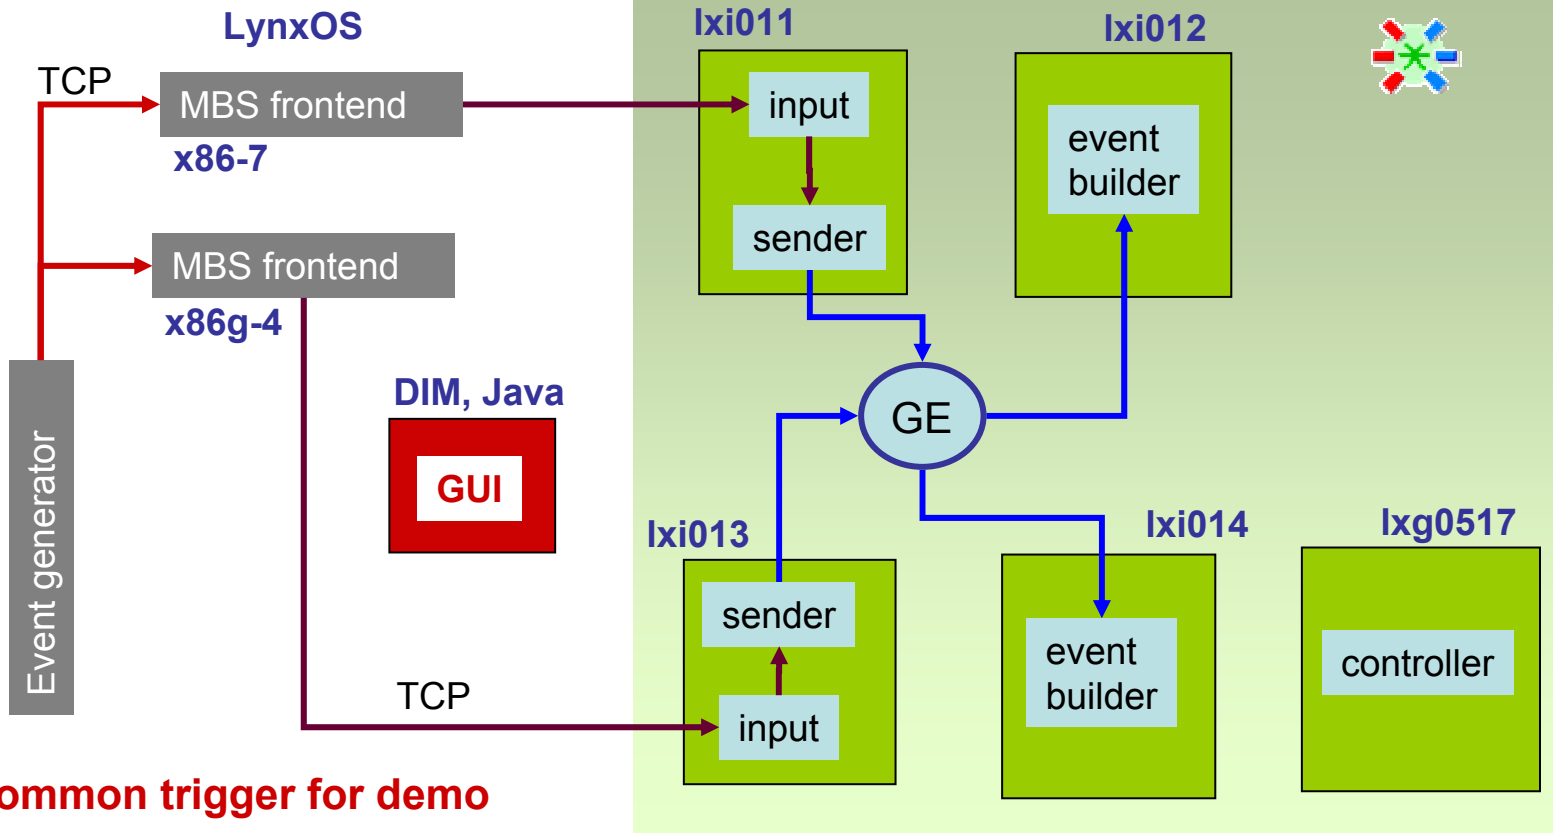 LynxOS
TCP
MBS frontend
x86-7
MBS frontend
x86g-4
Event generator
DIM, Java
GUI
TCP
ommon trigger for demo
lxi011
input
sender
lxi012
event
builder
GE
lxi013
sender
input
lxi014
event
builder
lxg0517
controller